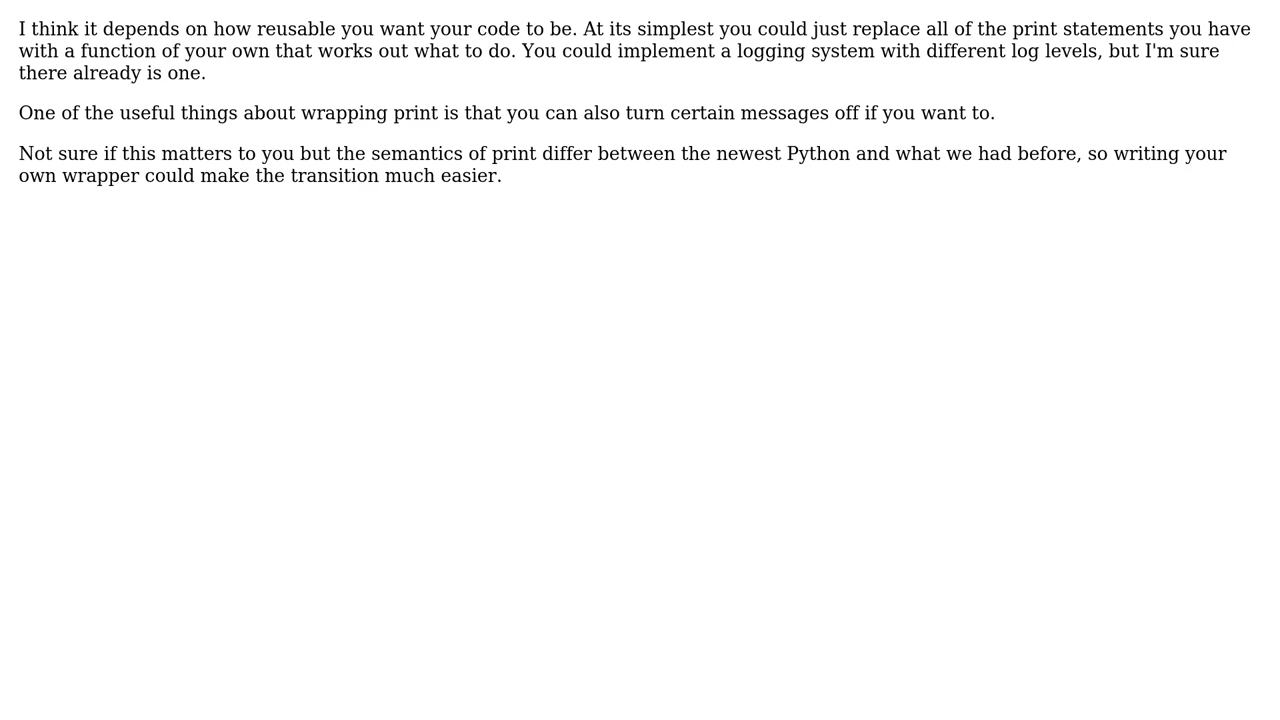 I think it depends on how reusable you want your code to be. At its simplest you could just replace all of the print statements you have
with a function of your own that works out what to do. You could implement a logging system with different log levels, but I'm sure
there already is one.
One of the useful things about wrapping print is that you can also turn certain messages off if you want to.
Not sure if this matters to you but the semantics of print differ between the newest Python and what we had before, so writing your
own wrapper could make the transition much easier.